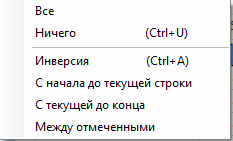 Все
Ничего (Ctrl+U)
Инверсия (Ctrl+A)
С начала до текущей строки
С текущей до конца
Между отмеченными